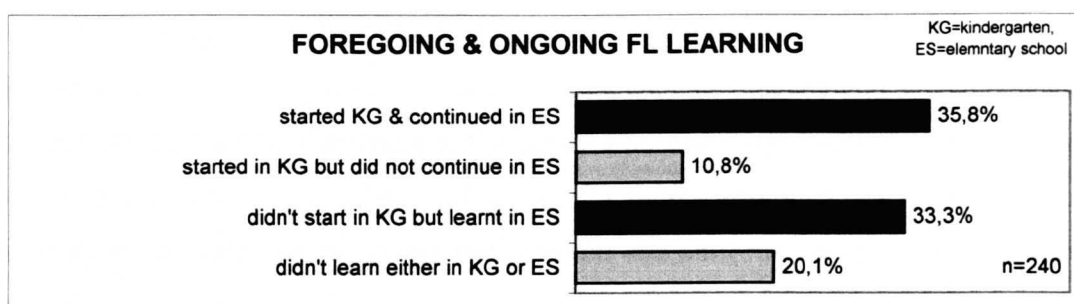 FOREGOING & ONGOING FL LEARNING
KG=kindergarten,
ES=elemntary school
started KG & continued in ES 35,8%
started in KG but did not continue in ES 10,8%
didn't start in KG but learnt in ES 33,3%
didn't learn either in KG or ES 20,1%
n=240